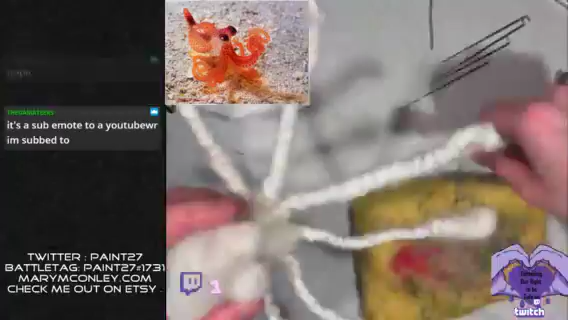 it's a sub emote to a youtubewr
im subbed to
TWITTER : PAINT27
BATTLETAG: PAINT27#1731
MARYMCONLEY.COM
CHECK ME OUT ON ETSY .
1
twitch